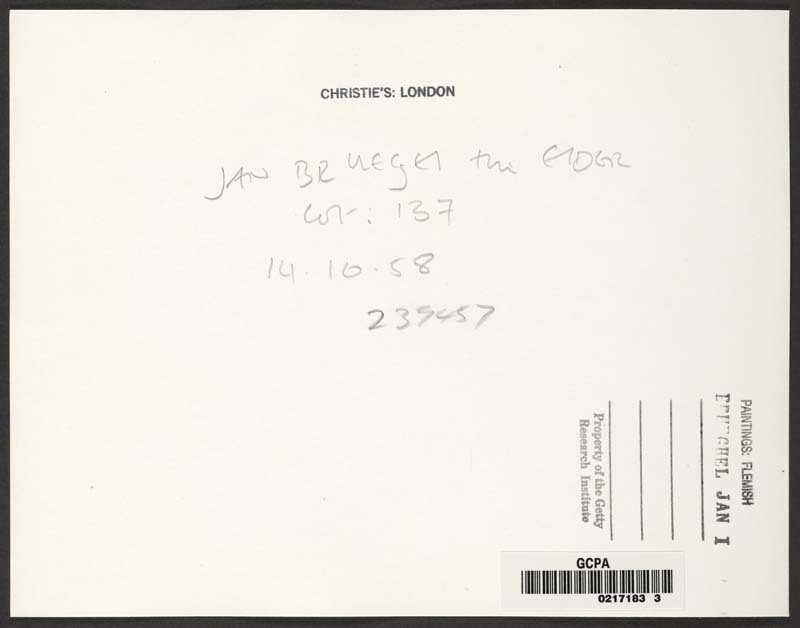 CHRISTIE'S: LONDON
JAN BRUEGEl the ElDER
Lot: 137
14.10.58
239457
PAINTINGS: FLEMISH
BRUEGHEL JAN I
Property of the Getty
Research Institute
GCPA
0217183 3